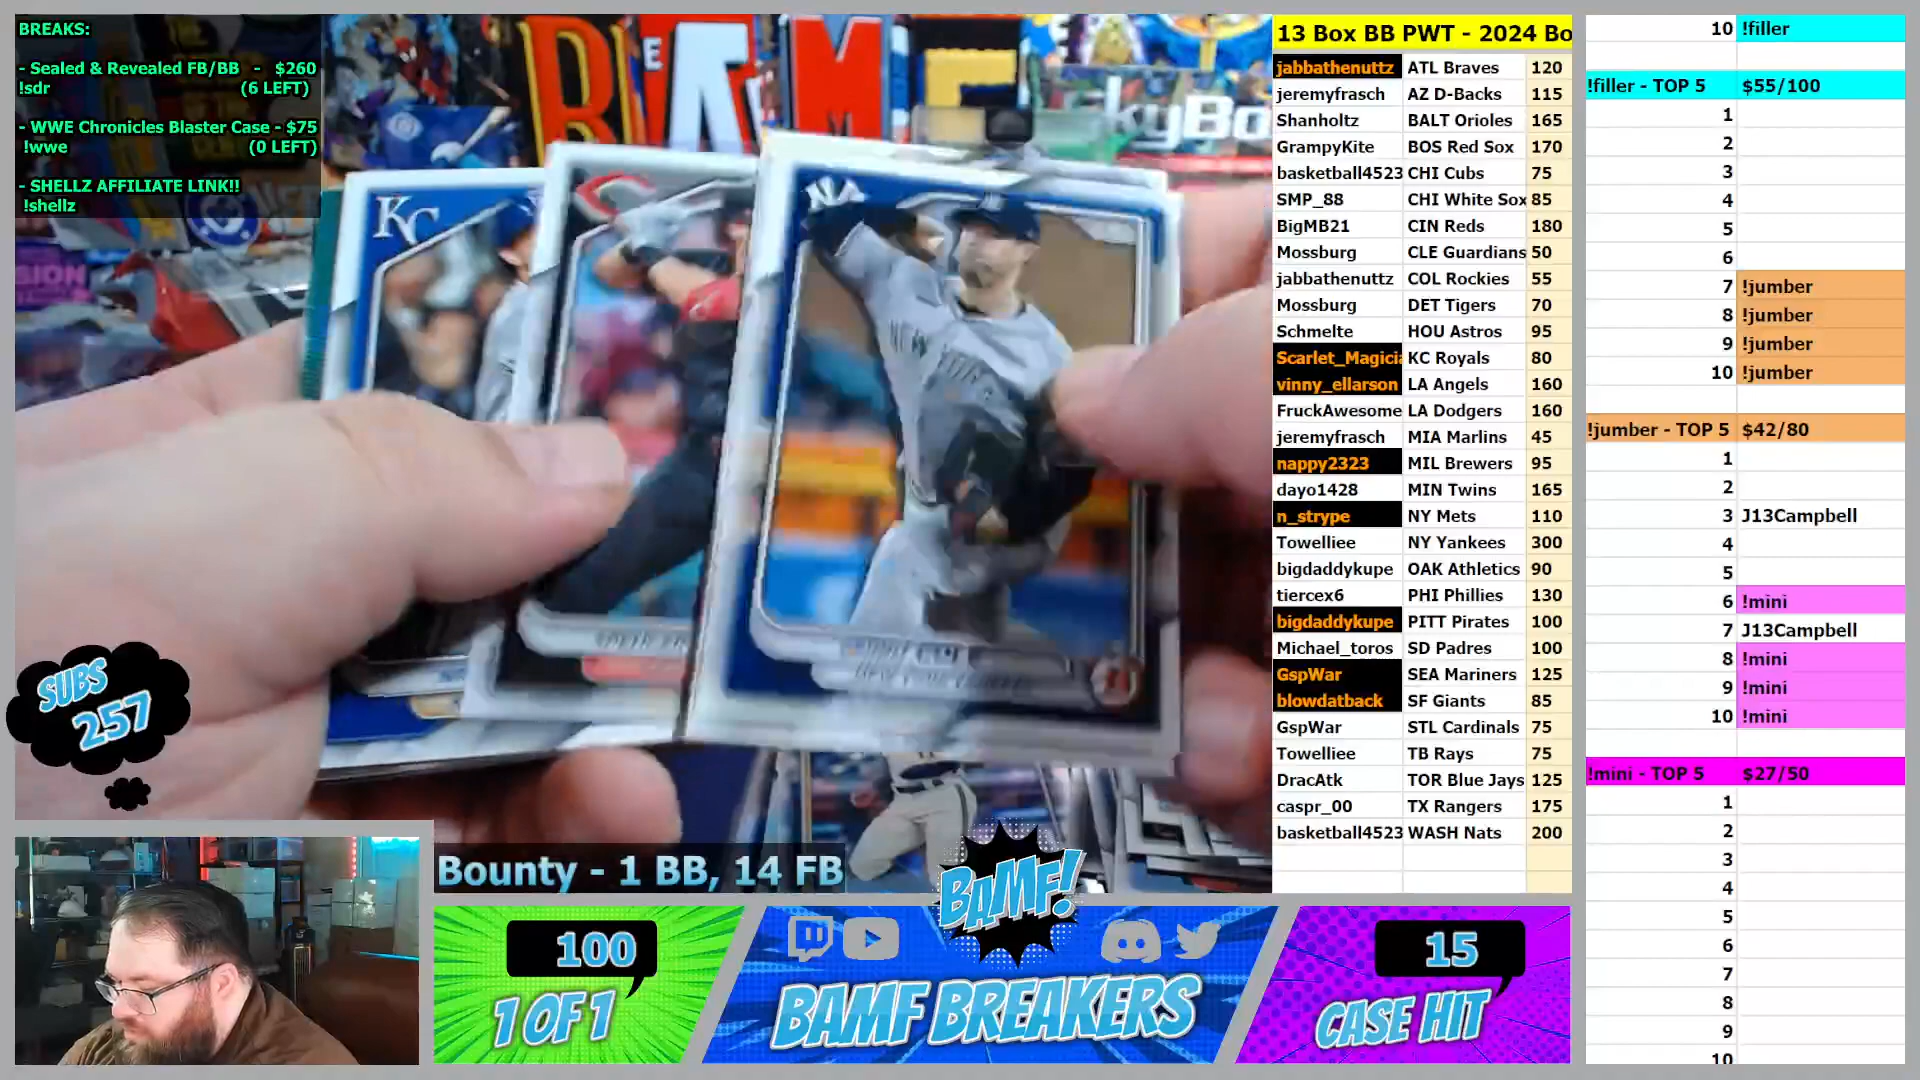 BREAKS:
- Sealed & Revealed FB/BB - $260
!sdr (6 LEFT)
- WWE Chronicles Blaster Case - $75
!wwe (0 LEFT)
- SHELLZ AFFILIATE LINK!!
!shellz
BAMF
KC
SUBS
257
Bounty - 1 BB, 14 FB
BAMF!
100
1 OF 1
BAMF BREAKERS
15
CASE HIT
13 Box BB PWT - 2024 Bo
jabbathenuttz ATL Braves 120
jeremyfrasch AZ D-Backs 115
Shanholtz BALT Orioles 165
GrampyKite BOS Red Sox 170
basketball4523 CHI Cubs 75
SMP_88 CHI White Sox 85
BigMB21 CIN Reds 180
Mossburg CLE Guardians 50
jabbathenuttz COL Rockies 55
Mossburg DET Tigers 70
Schmelte HOU Astros 95
Scarlet_Magici KC Royals 80
vinny_ellarson LA Angels 160
FruckAwesome LA Dodgers 160
jeremyfrasch MIA Marlins 45
nappy2323 MIL Brewers 95
dayo1428 MIN Twins 165
n_strype NY Mets 110
Towelliee NY Yankees 300
bigdaddykupe OAK Athletics 90
tiercex6 PHI Phillies 130
bigdaddykupe PITT Pirates 100
Michael_toros SD Padres 100
GspWar SEA Mariners 125
blowdatback SF Giants 85
GspWar STL Cardinals 75
Towelliee TB Rays 75
DracAtk TOR Blue Jays 125
caspr_00 TX Rangers 175
basketball4523 WASH Nats 200
10 !filler
!filler - TOP 5 $55/100
1
2
3
4
5
6
7 !jumber
8 !jumber
9 !jumber
10 !jumber
!jumber - TOP 5 $42/80
1
2
3 J13Campbell
4
5
6 !mini
7 J13Campbell
8 !mini
9 !mini
10 !mini
!mini - TOP 5 $27/50
1
2
3
4
5
6
7
8
9
10